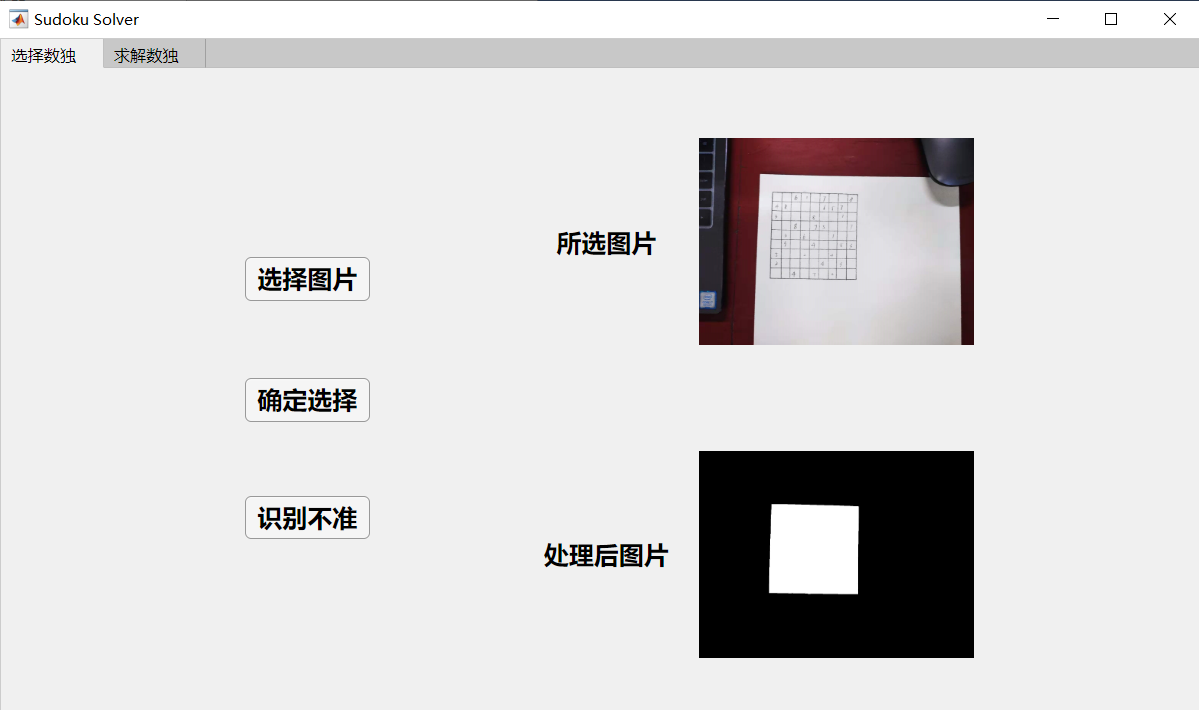 Sudoku Solver
选择数独
求解数独
选择图片
确定选择
识别不准
所选图片
处理后图片